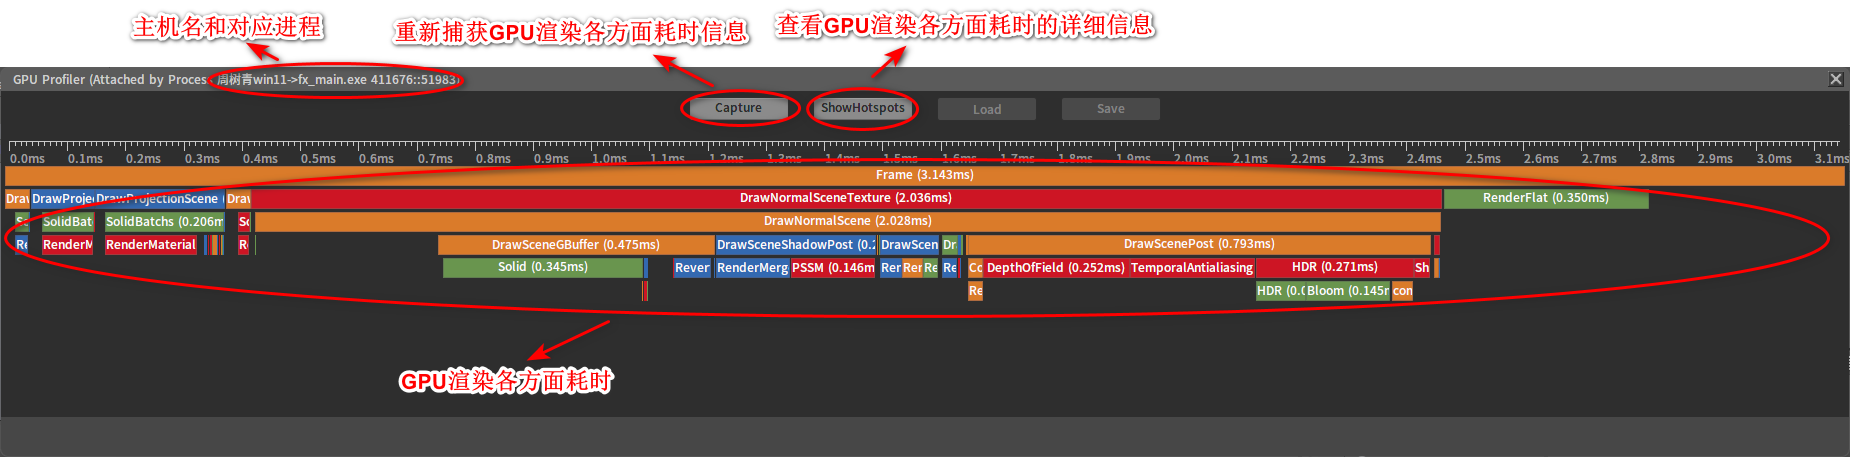 主机名和对应进程
重新捕获GPU渲染各方面耗时信息
查看GPU渲染各方面耗时的详细信息
GPU Profiler (Attached by Process 周树青win11->fx_main.exe 411676::51983)
Capture
ShowHotspots
Load
Save
0.0ms 0.1ms 0.2ms 0.3ms 0.4ms 0.5ms 0.6ms 0.7ms 0.8ms 0.9ms 1.0ms 1.1ms 1.2ms 1.3ms 1.4ms 1.5ms 1.6ms 1.7ms 1.8ms 1.9ms 2.0ms 2.1ms 2.2ms 2.3ms 2.4ms 2.5ms 2.6ms 2.7ms 2.8ms 2.9ms 3.0ms 3.1ms
Frame (3.143ms)
Drav DrawProje DrawProjectionScene ( Drav DrawNormalSceneTexture (2.036ms) RenderFlat (0.350ms)
So SolidBatc SolidBatchs (0.206m So DrawNormalScene (2.028ms)
Re RenderM RenderMaterial R DrawSceneGBuffer (0.475ms) DrawSceneShadowPost (0.2 DrawScen Dr DrawScenePost (0.793ms)
Solid (0.345ms) Rever RenderMerg PSSM (0.146m Ren Ren Re Re Co DepthOfField (0.252ms) TemporalAntialiasing HDR (0.271ms) Sh
Re HDR (0.0 Bloom (0.145m con
GPU渲染各方面耗时